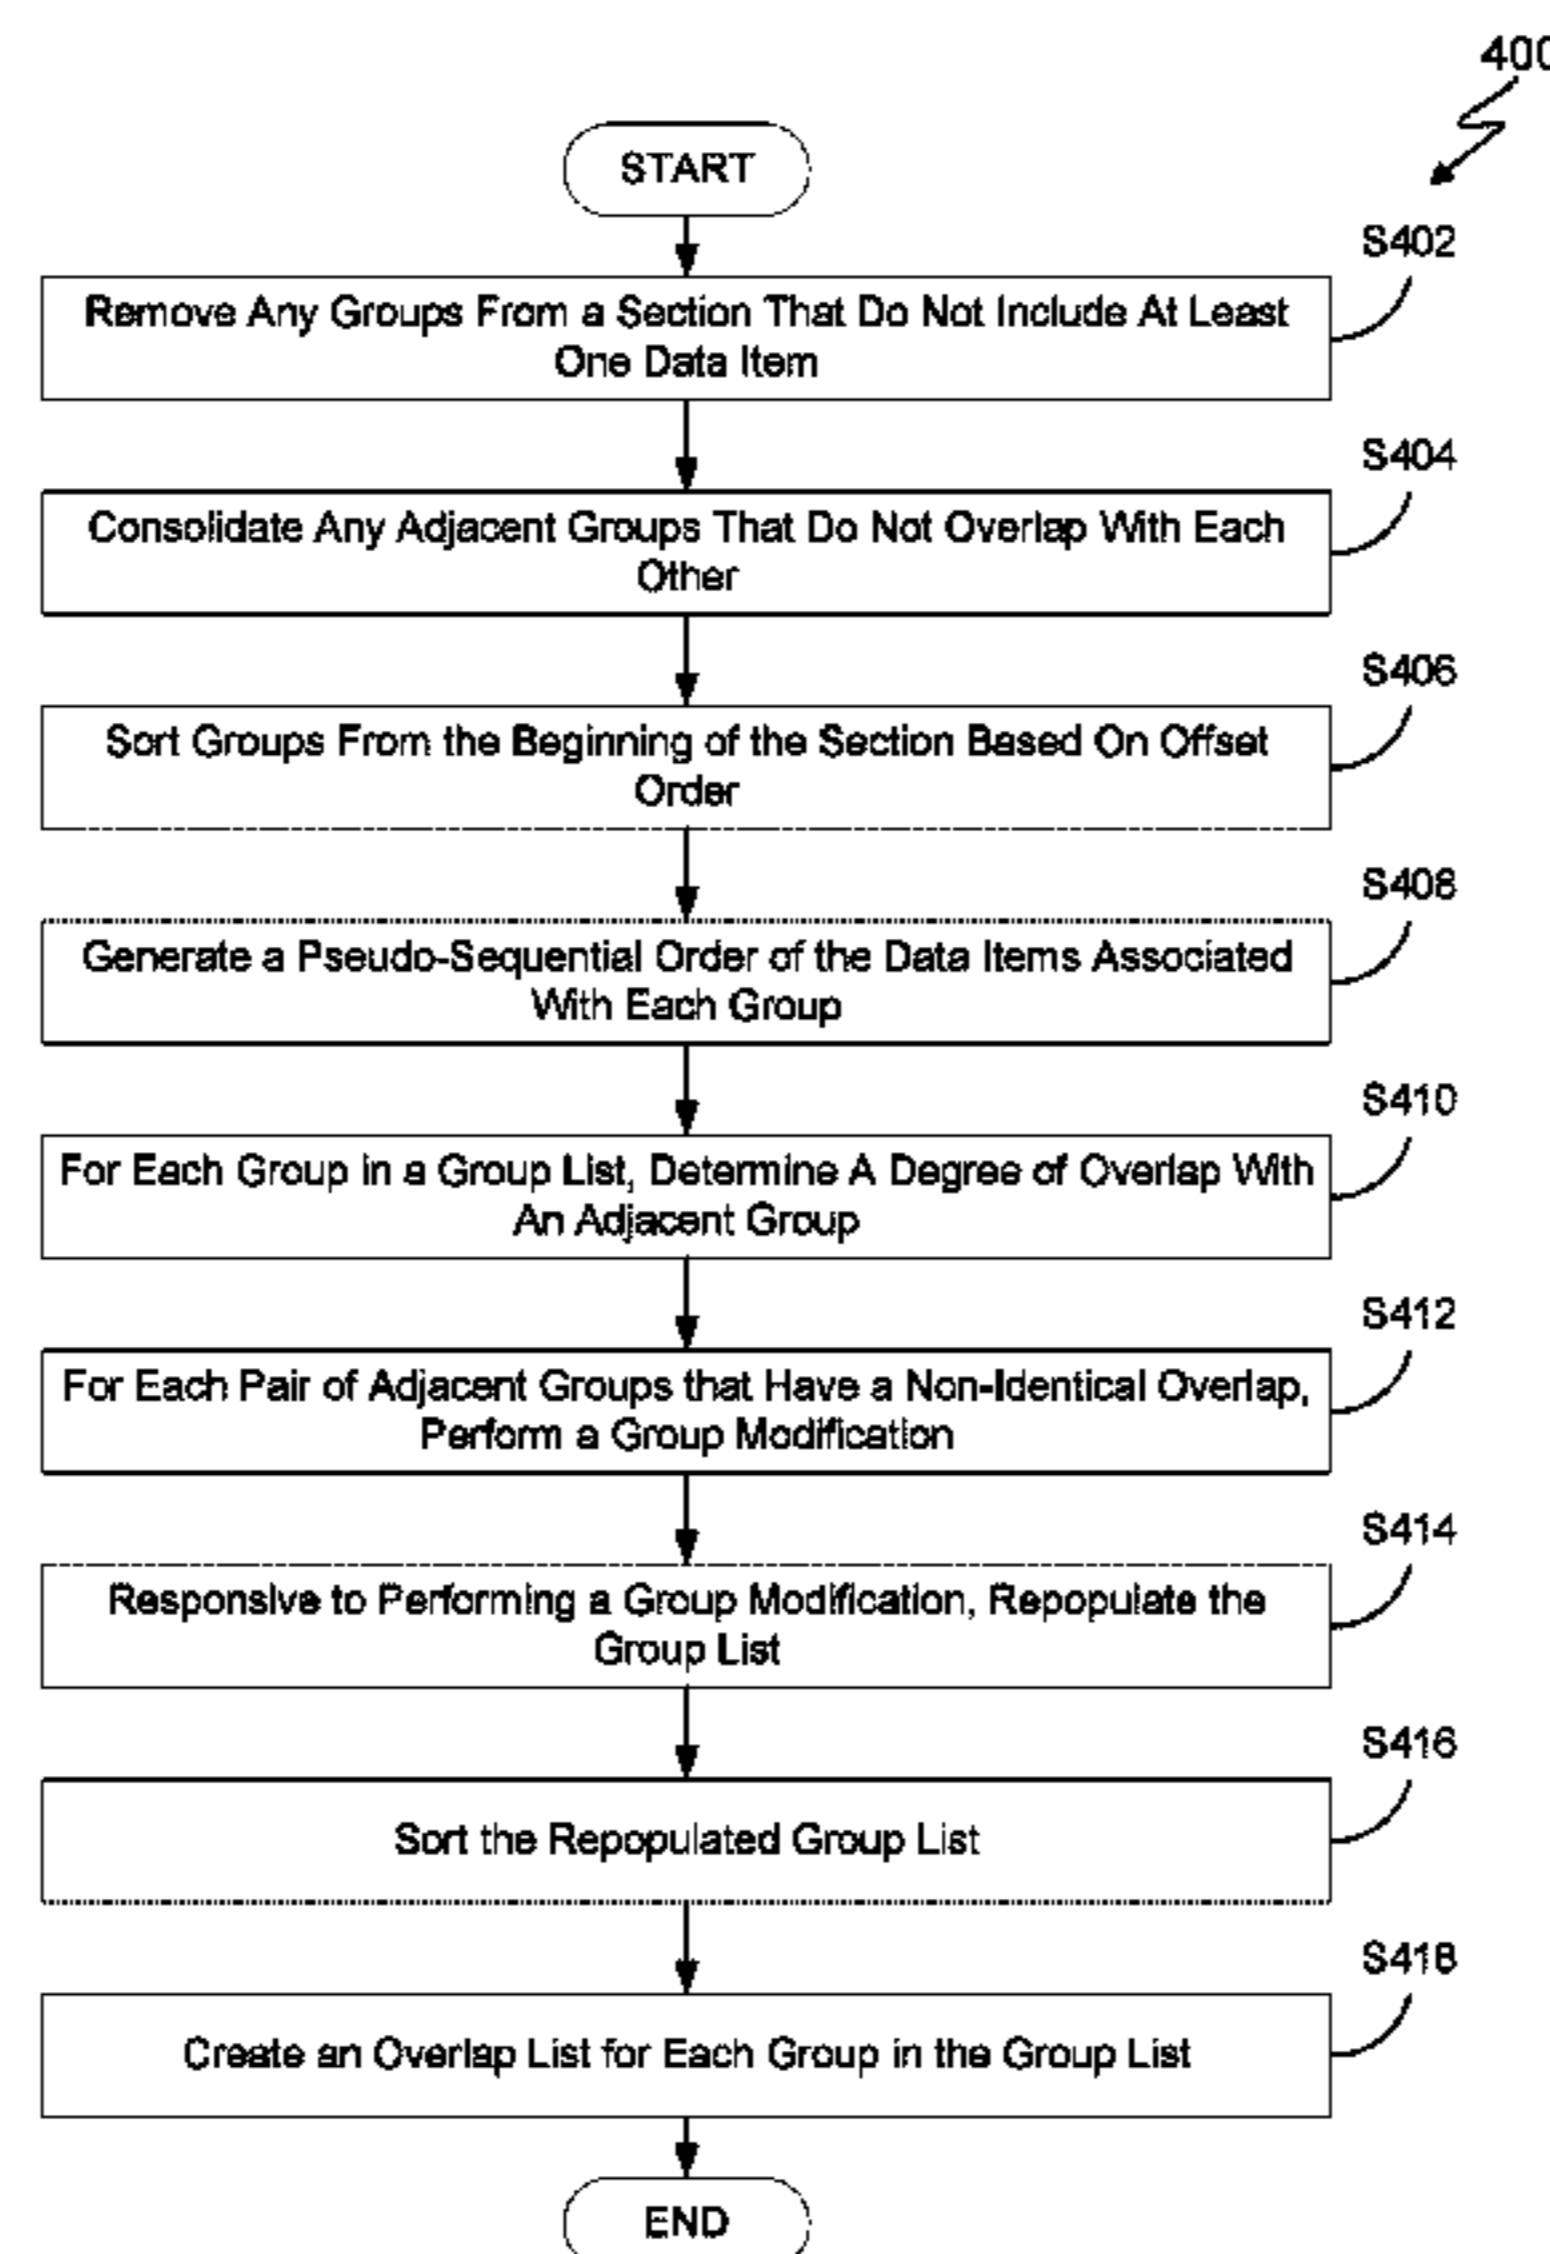 400
START
S402
Remove Any Groups From a Section That Do Not Include At Least
One Data Item
S404
Consolidate Any Adjacent Groups That Do Not Overlap With Each
Other
S406
Sort Groups From the Beginning of the Section Based On Offset
Order
S408
Generate a Pseudo-Sequential Order of the Data Items Associated
With Each Group
S410
For Each Group in a Group List, Determine A Degree of Overlap With
An Adjacent Group
S412
For Each Pair of Adjacent Groups that Have a Non-Identical Overlap,
Perform a Group Modification
S414
Responsive to Performing a Group Modification, Repopulate the
Group List
S416
Sort the Repopulated Group List
S418
Create an Overlap List for Each Group in the Group List
END